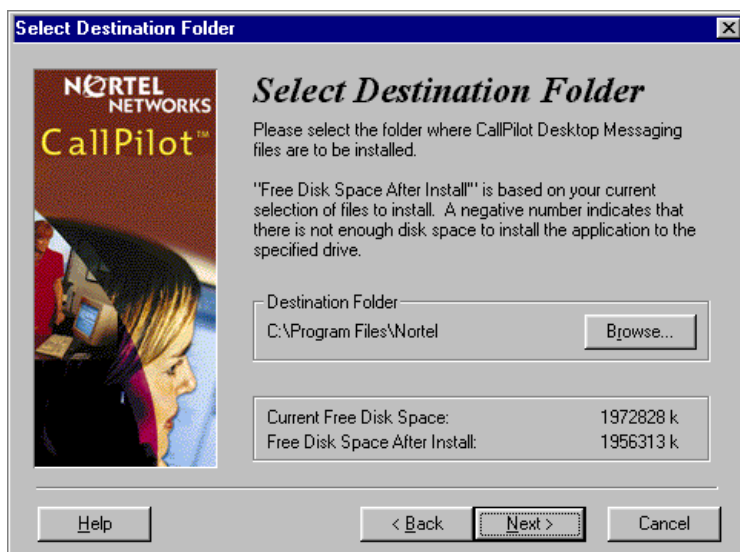 Select Destination Folder
NORTEL
NETWORKS
CallPilot™
Select Destination Folder
Please select the folder where CallPilot Desktop Messaging
files are to be installed.
"Free Disk Space After Install"' is based on your current
selection of files to install. A negative number indicates that
there is not enough disk space to install the application to the
specified drive.
Destination Folder
C:\Program Files\Nortel
Browse...
Current Free Disk Space: 1972828 k
Free Disk Space After Install: 1956313 k
Help
< Back
Next >
Cancel